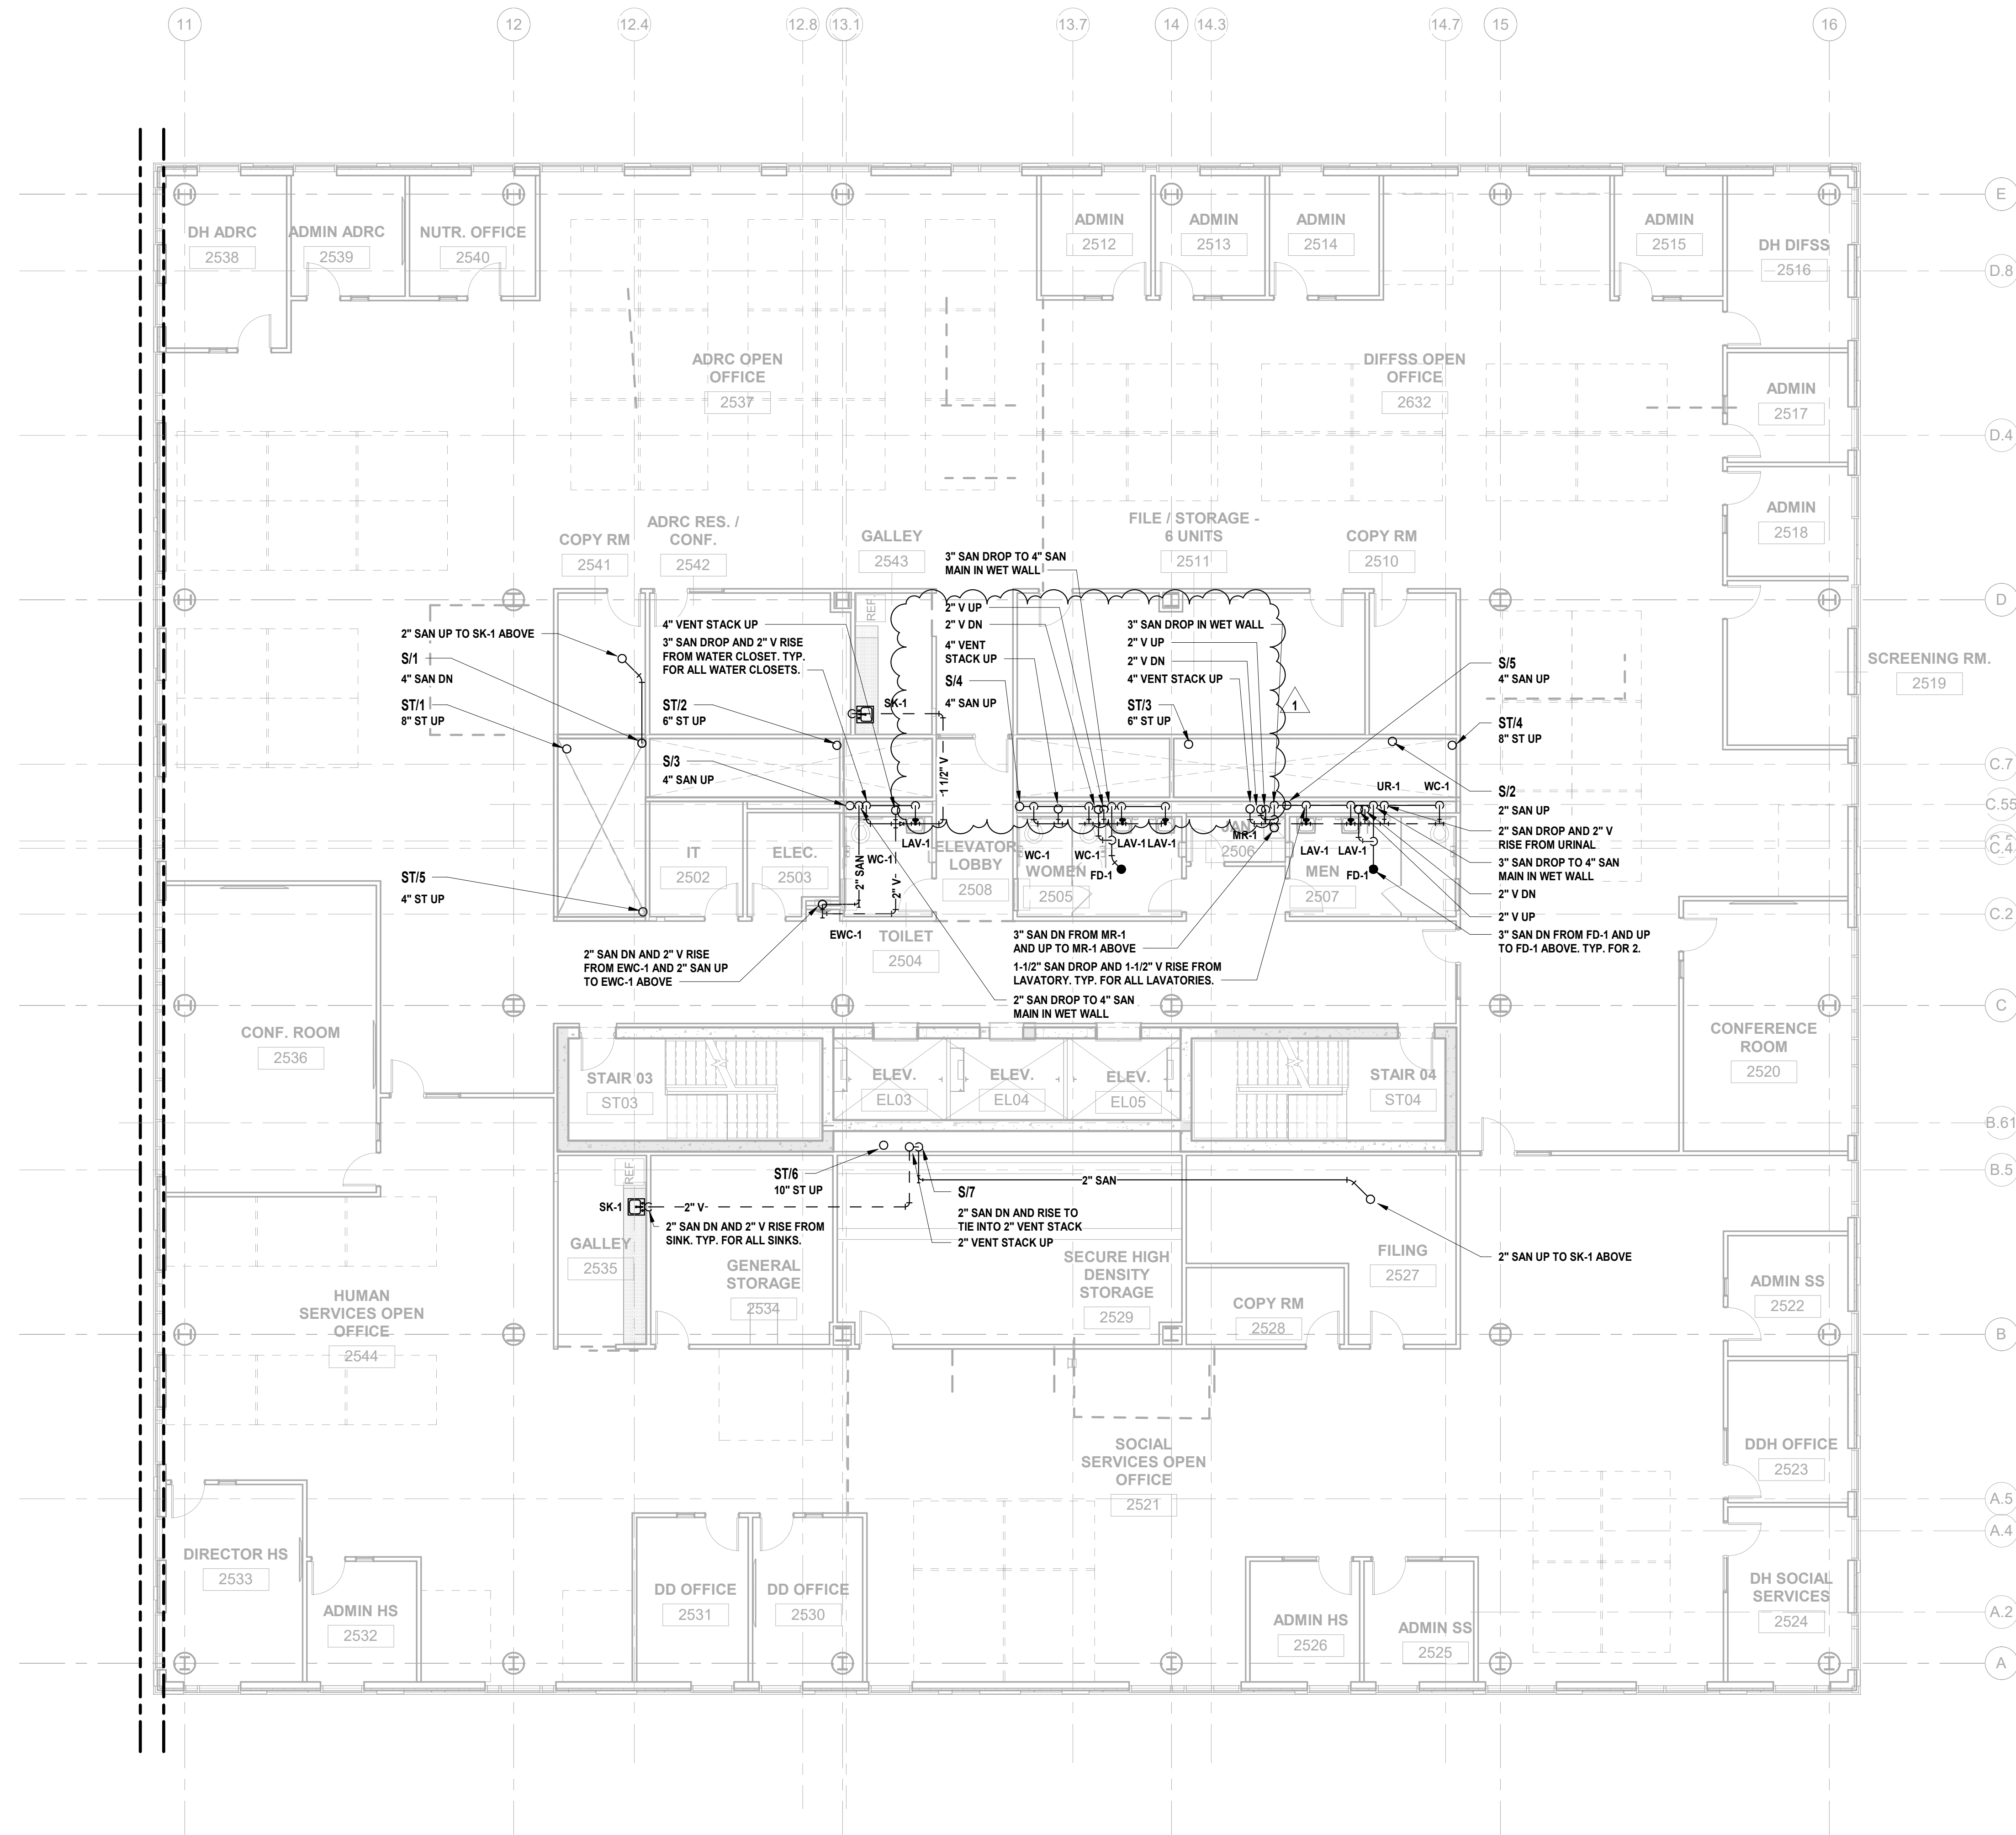 11
12
12.4
12.8
13.1
13.7
14
14.3
14.7
15
16
E
D.8
D.4
D
C.7
C.55
C.5
C.4
C.2
C
B.61
B.5
B
A.5
A.4
A.2
A
DH ADRC
2538
ADMIN ADRC
2539
NUTR. OFFICE
2540
ADMIN
2512
ADMIN
2513
ADMIN
2514
ADMIN
2515
DH DIFSS
2516
ADRC OPEN
OFFICE
2537
DIFFSS OPEN
OFFICE
2632
ADMIN
2517
ADMIN
2518
COPY RM
2541
ADRC RES. /
CONF.
2542
GALLEY
2543
FILE / STORAGE -
6 UNITS
2511
COPY RM
2510
SCREENING RM.
2519
REF.
3" SAN DROP TO 4" SAN
MAIN IN WET WALL
2" SAN UP TO SK-1 ABOVE
S/1
4" SAN DN
ST/1
8" ST UP
4" VENT STACK UP
3" SAN DROP AND 2" V RISE
FROM WATER CLOSET. TYP.
FOR ALL WATER CLOSETS.
ST/2
6" ST UP
S/3
4" SAN UP
SK-1
1 1/2" V
2" V UP
2" V DN
4" VENT
STACK UP
S/4
4" SAN UP
3" SAN DROP IN WET WALL
2" V UP
2" V DN
4" VENT STACK UP
ST/3
6" ST UP
1
S/5
4" SAN UP
ST/4
8" ST UP
UR-1
WC-1
S/2
2" SAN UP
2" SAN DROP AND 2" V
RISE FROM URINAL
3" SAN DROP TO 4" SAN
MAIN IN WET WALL
2" V DN
2" V UP
3" SAN DN FROM FD-1 AND UP
TO FD-1 ABOVE. TYP. FOR 2.
IT
2502
ELEC.
2503
2" SAN
WC-1
2" V
LAV-1
ELEVATOR
LOBBY
2508
WC-1
WOMEN
2505
WC-1
LAV-1
LAV-1
FD-1
JAN.
2506
MR-1
LAV-1
LAV-1
MEN
2507
FD-1
ST/5
4" ST UP
EWC-1
TOILET
2504
2" SAN DN AND 2" V RISE
FROM EWC-1 AND 2" SAN UP
TO EWC-1 ABOVE
3" SAN DN FROM MR-1
AND UP TO MR-1 ABOVE
1-1/2" SAN DROP AND 1-1/2" V RISE FROM
LAVATORY. TYP. FOR ALL LAVATORIES.
2" SAN DROP TO 4" SAN
MAIN IN WET WALL
CONF. ROOM
2536
STAIR 03
ST03
ELEV.
EL03
ELEV.
EL04
ELEV.
EL05
STAIR 04
ST04
CONFERENCE
ROOM
2520
REF.
ST/6
10" ST UP
S/7
2" SAN DN AND RISE TO
TIE INTO 2" VENT STACK
2" VENT STACK UP
2" SAN
SK-1
2" V
2" SAN DN AND 2" V RISE FROM
SINK. TYP. FOR ALL SINKS.
2" SAN UP TO SK-1 ABOVE
GALLEY
2535
GENERAL
STORAGE
2534
SECURE HIGH
DENSITY
STORAGE
2529
COPY RM
2528
FILING
2527
ADMIN SS
2522
HUMAN
SERVICES OPEN
OFFICE
2544
SOCIAL
SERVICES OPEN
OFFICE
2521
DDH OFFICE
2523
DIRECTOR HS
2533
ADMIN HS
2532
DD OFFICE
2531
DD OFFICE
2530
ADMIN HS
2526
ADMIN SS
2525
DH SOCIAL
SERVICES
2524